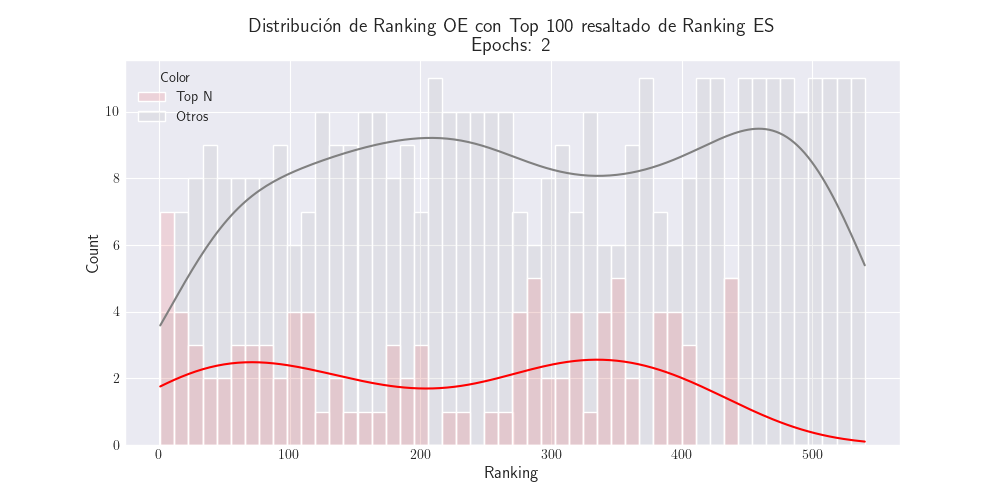 Distribución de Ranking OE con Top 100 resaltado de Ranking ES
Epochs: 2
Color
Top N
Otros
10
8
6
4
2
0
Count
0 100 200 300 400 500
Ranking